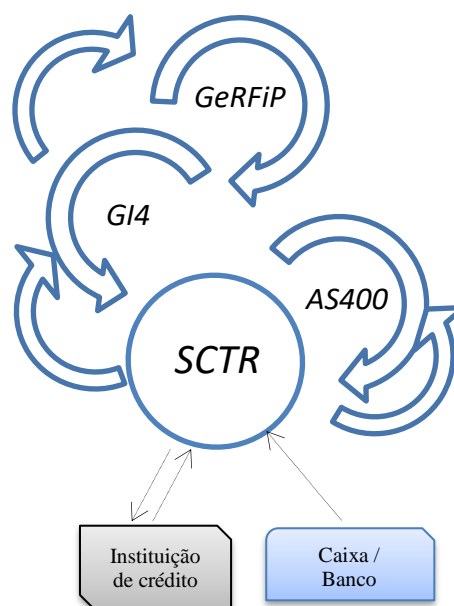 GeRFiP
GI4
AS400
SCTR
Instituição
de crédito
Caixa /
Banco